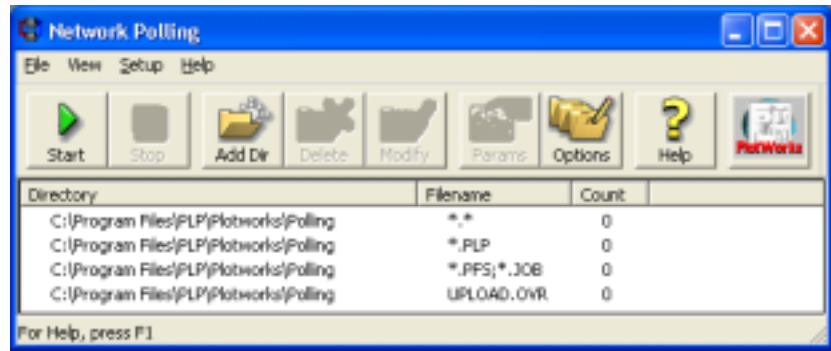 Network Polling
File View Setup Help
Start Stop Add Dir Delete Modify Params Options Help PlotWorks
Directory Filename Count
C:\Program Files\PLP\Plotworks\Polling *.* 0
C:\Program Files\PLP\Plotworks\Polling *.PLP 0
C:\Program Files\PLP\Plotworks\Polling *.PFS;*.JOB 0
C:\Program Files\PLP\Plotworks\Polling UPLOAD.OVR 0
For Help, press F1